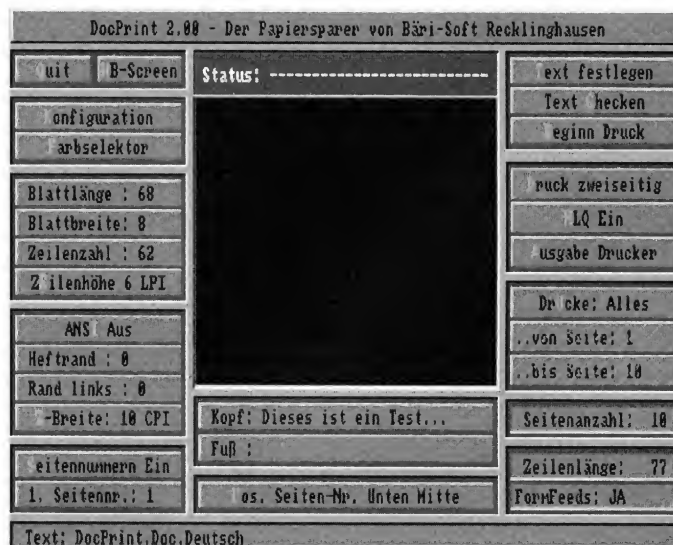 DocPrint 2.00 - Der Papiersparer von Bäri-Soft Recklinghausen
uit
B-Screen
onfiguration
arbselektor
Blattlänge : 68
Blattbreite: 8
Zeilenzahl : 62
Z ilenhöhe 6 LPI
ANS Aus
Heftrand : 0
Rand links : 0
-Breite: 10 CPI
eitennummern Ein
1. Seitennr.: 1
Status: --------------------------
Kopf: Dieses ist ein Test...
Fuß :
os. Seiten-Nr. Unten Mitte
ext festlegen
Text hecken
eginn Druck
ruck zweiseitig
LQ Ein
usgabe Drucker
Dr cke: Alles
..von Seite: 1
..bis Seite: 10
Seitenanzahl: 10
Zeilenlänge: 77
FormFeeds: JA
Text: DocPrint.Doc.Deutsch